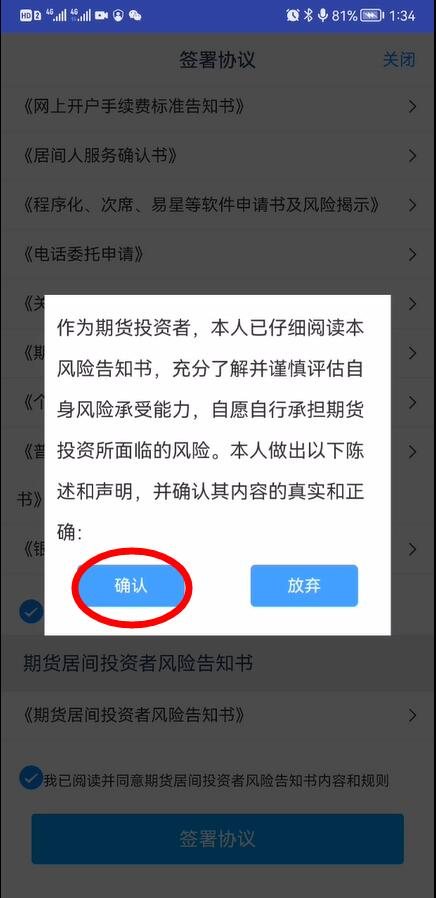 HD 2 4G 4G 81% 1:34
签署协议 关闭
《网上开户手续费标准告知书》
《居间人服务确认书》
《程序化、次席、易星等软件申请书及风险揭示》
《电话委托申请》
《关
《期
《个
《普
书》
《银
作为期货投资者，本人已仔细阅读本
风险告知书，充分了解并谨慎评估自
身风险承受能力，自愿自行承担期货
投资所面临的风险。本人做出以下陈
述和声明，并确认其内容的真实和正
确：
确认 放弃
期货居间投资者风险告知书
《期货居间投资者风险告知书》
我已阅读并同意期货居间投资者风险告知书内容和规则
签署协议